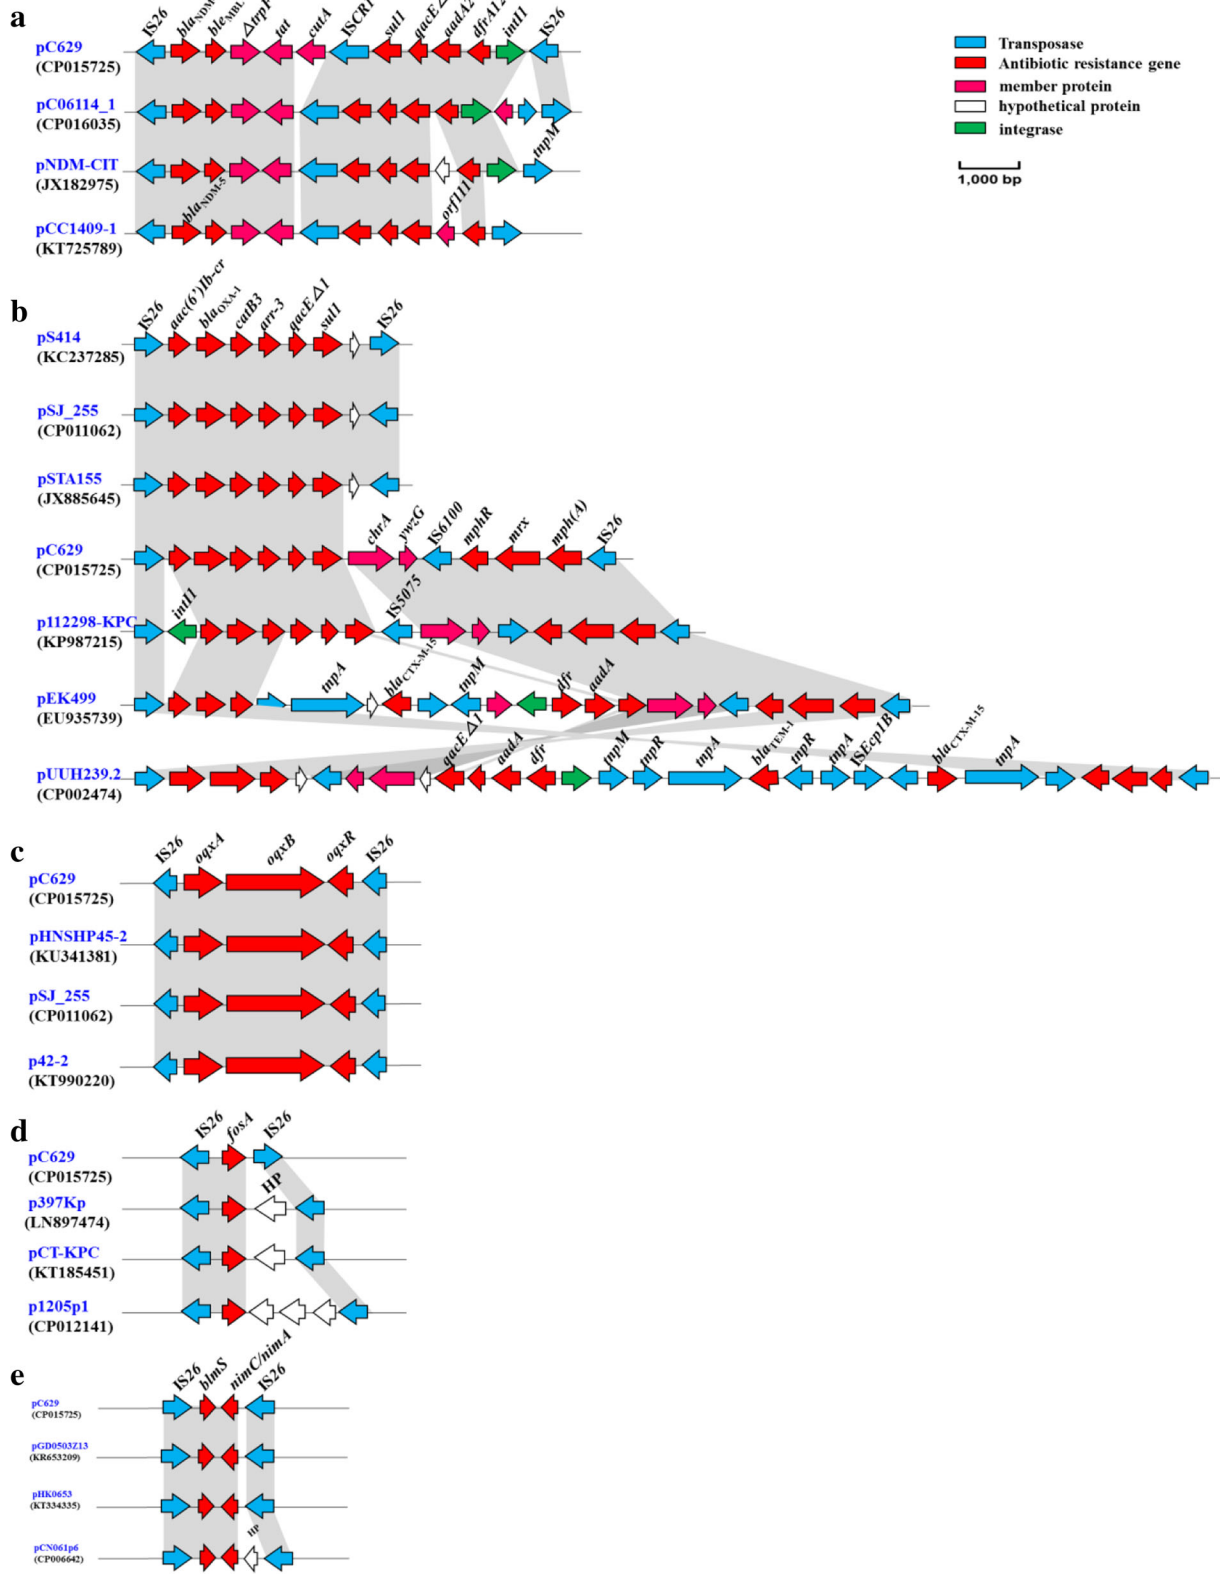 a
IS26
bla NDM
ble MBL
ΔtrpF
tat
cutA
ISCR1
sul1
qacEΔ
aadA2
dfrA12
intI1
IS26
pC629
(CP015725)
pC06114_1
(CP016035)
pNDM-CIT
(JX182975)
tnpM
bla NDM-5
orf111
pCC1409-1
(KT725789)
Transposase
Antibiotic resistance gene
member protein
hypothetical protein
integrase
1,000 bp
b
IS26
aac(6')Ib-cr
bla OXA-1
catB3
arr-3
qacEΔ1
sul1
IS26
pS414
(KC237285)
pSJ_255
(CP011062)
pSTA155
(JX885645)
chrA
ywzG
IS6100
mphR
mrx
mph(A)
IS26
pC629
(CP015725)
intI1
IS5075
p112298-KPC
(KP987215)
tnpA
bla CTX-M-15
tnpM
dfr
aadA
pEK499
(EU935739)
qacEΔ1
aadA
dfr
tnpM
tnpR
tnpA
bla TEM-1
tnpR
tnpA
ISEcp1B
bla CTX-M-15
tnpA
pUUH239.2
(CP002474)
c
IS26
oqxA
oqxB
oqxR
IS26
pC629
(CP015725)
pHNSHP45-2
(KU341381)
pSJ_255
(CP011062)
p42-2
(KT990220)
d
IS26
fosA
IS26
pC629
(CP015725)
HP
p397Kp
(LN897474)
pCT-KPC
(KT185451)
p1205p1
(CP012141)
e
IS26
blmS
nimC/nimA
IS26
pC629
(CP015725)
pGD0503Z13
(KR653209)
pHK0653
(KT334335)
HP
pCN061p6
(CP006642)